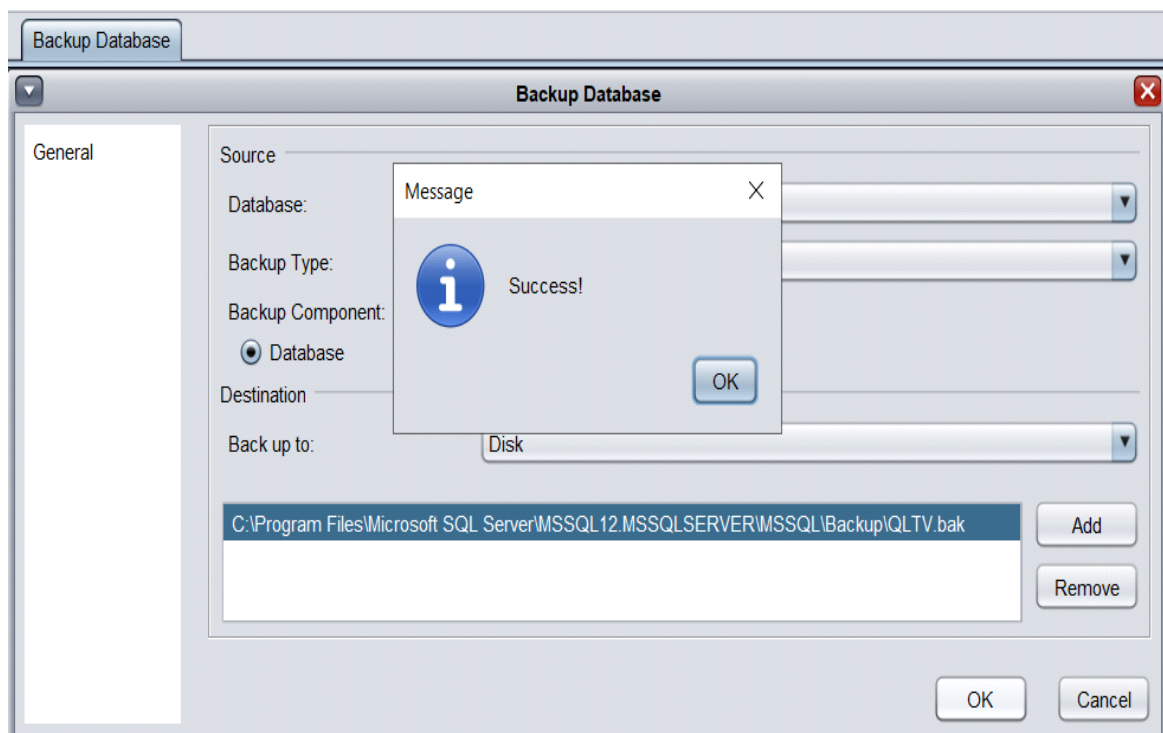 Backup Database
Backup Database
General
Source
Message
X
Database:
Backup Type:
Success!
Backup Component:
Database
OK
Destination
Back up to:
Disk
C:\Program Files\Microsoft SQL Server\MSSQL12.MSSQLSERVER\MSSQL\Backup\QLTV.bak
Add
Remove
OK
Cancel